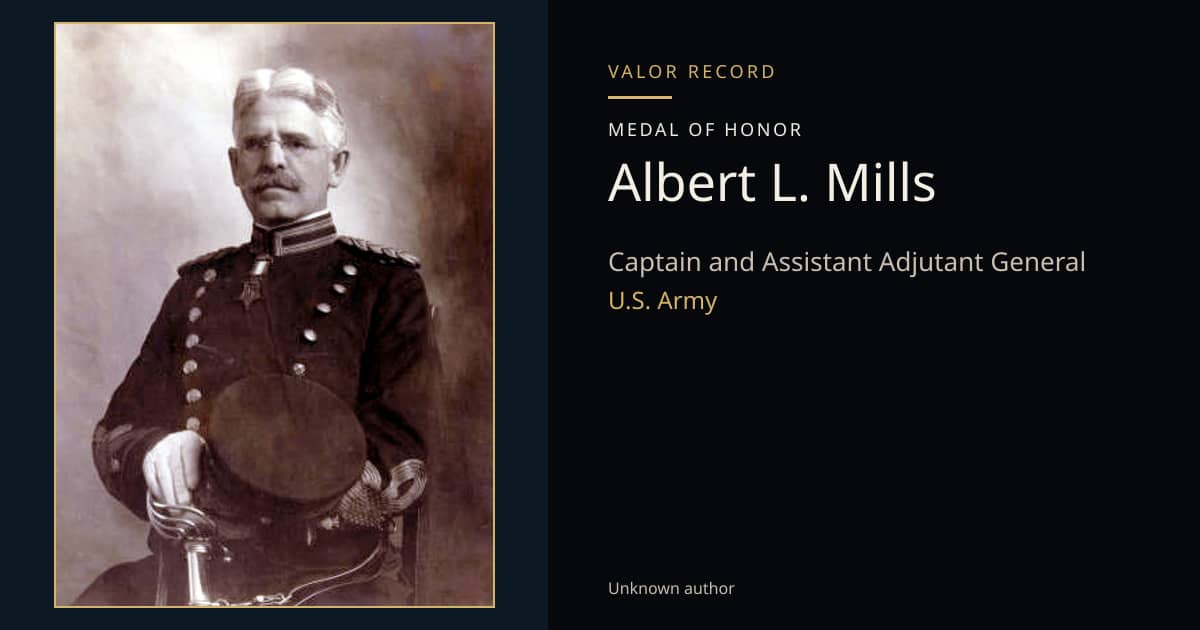 VALOR RECORD
MEDAL OF HONOR
Albert L. Mills
Captain and Assistant Adjutant General
U.S. Army
Unknown author